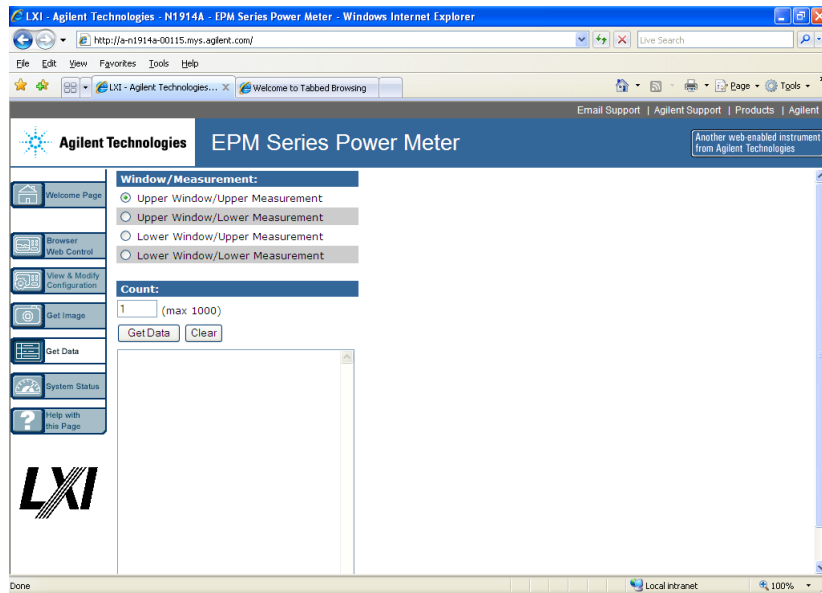 LXI - Agilent Technologies - N1914A - EPM Series Power Meter - Windows Internet Explorer
http://a-n1914a-00115.mys.agilent.com/
Live Search
File Edit View Favorites Tools Help
LXI - Agilent Technologies... X
Welcome to Tabbed Browsing
Page Tools
Email Support | Agilent Support | Products | Agilent
Agilent Technologies
EPM Series Power Meter
Another web-enabled instrument
from Agilent Technologies
Welcome Page
Browser
Web Control
View & Modify
Configuration
Get Image
Get Data
System Status
Help with
this Page
LXI
Window/Measurement:
Upper Window/Upper Measurement
Upper Window/Lower Measurement
Lower Window/Upper Measurement
Lower Window/Lower Measurement
Count:
1 (max 1000)
Get Data Clear
Done
Local intranet
100%